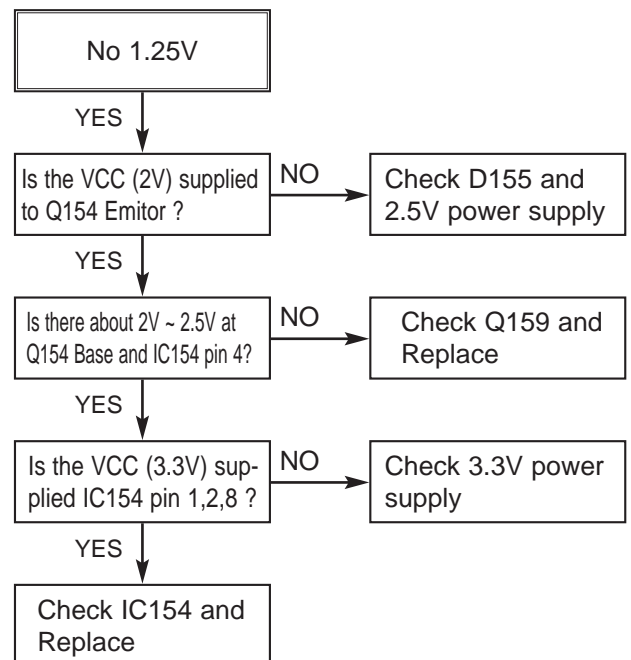 No 1.25V
YES
Is the VCC (2V) supplied
to Q154 Emitor ?
NO
Check D155 and
2.5V power supply
YES
Is there about 2V ~ 2.5V at
Q154 Base and IC154 pin 4?
NO
Check Q159 and
Replace
YES
Is the VCC (3.3V) sup-
plied IC154 pin 1,2,8 ?
NO
Check 3.3V power
supply
YES
Check IC154 and
Replace